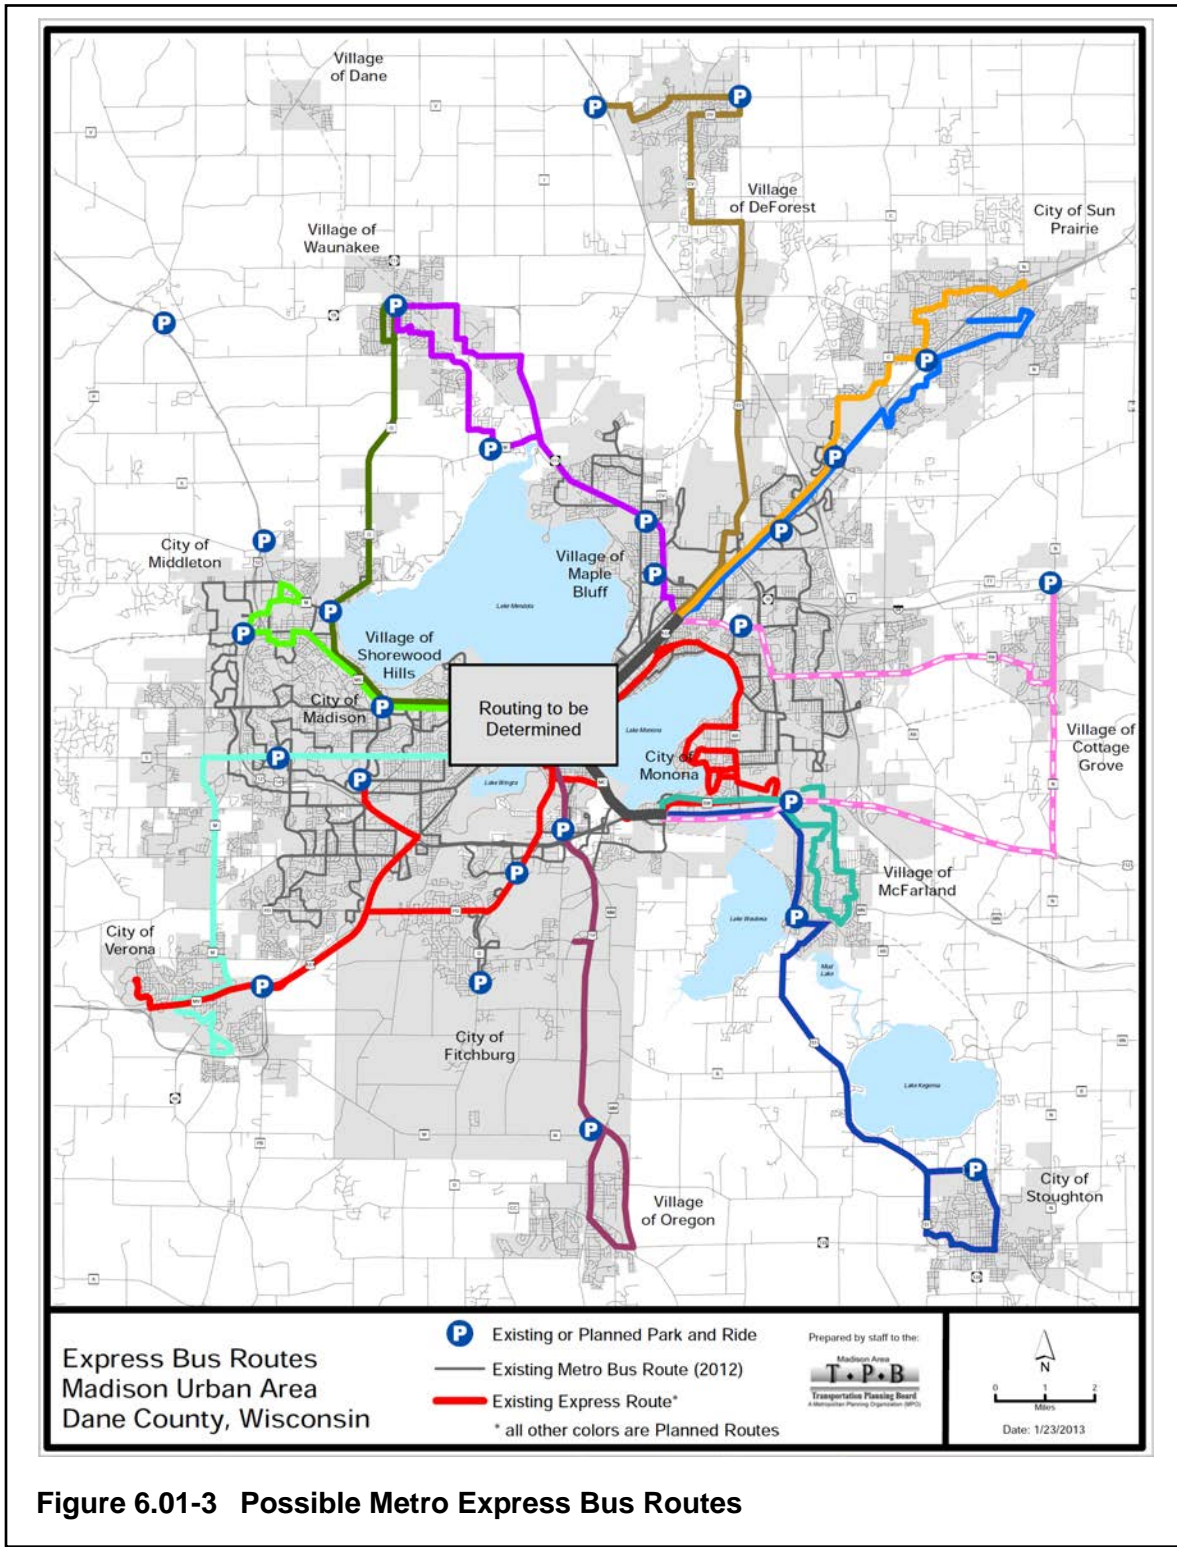 Village
of Dane
Village
of DeForest
City of Sun
Prairie
Village of
Waunakee
City of
Middleton
Village of
Maple
Bluff
Lake Mendota
Village of
Shorewood
Hills
City of
Madison
Routing to be
Determined
Lake Monona
City of
Monona
Lake Wingra
Village of
Cottage
Grove
Village of
McFarland
Lake Waubesa
City of
Verona
Mud
Lake
City of
Fitchburg
Lake Kegonsa
City of
Stoughton
Village
of Oregon
Express Bus Routes
Madison Urban Area
Dane County, Wisconsin
P Existing or Planned Park and Ride
Existing Metro Bus Route (2012)
Existing Express Route*
* all other colors are Planned Routes
Prepared by staff to the:
Madison Area
T • P • B
Transportation Planning Board
A Metropolitan Planning Organization (MPO)
N
0 1 2
Miles
Date: 1/23/2013
Figure 6.01-3 Possible Metro Express Bus Routes